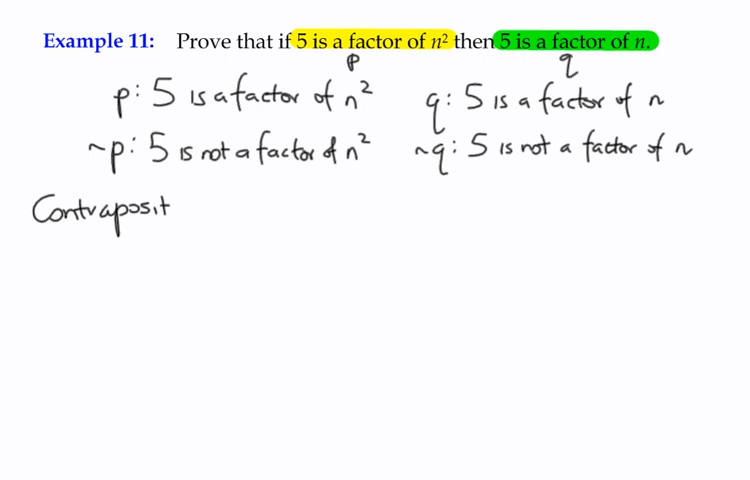 Example 11: Prove that if 5 is a factor of n² then 5 is a factor of n.
p q
p: 5 is a factor of n² q: 5 is a factor of n
~p: 5 is not a factor of n² ~q: 5 is not a factor of n
Contraposit